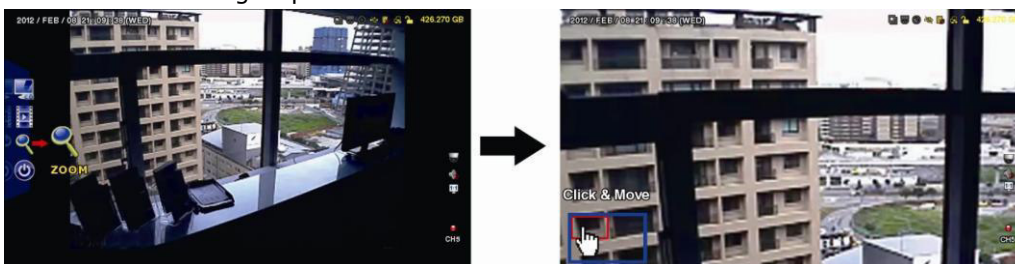 2012 / FEB / 08 21 : 09 : 38 (WED)
426.270 GB
ZOOM
CH5
2012 / FEB / 08 21 : 09 : 38 (WED)
Click & Move
CH5